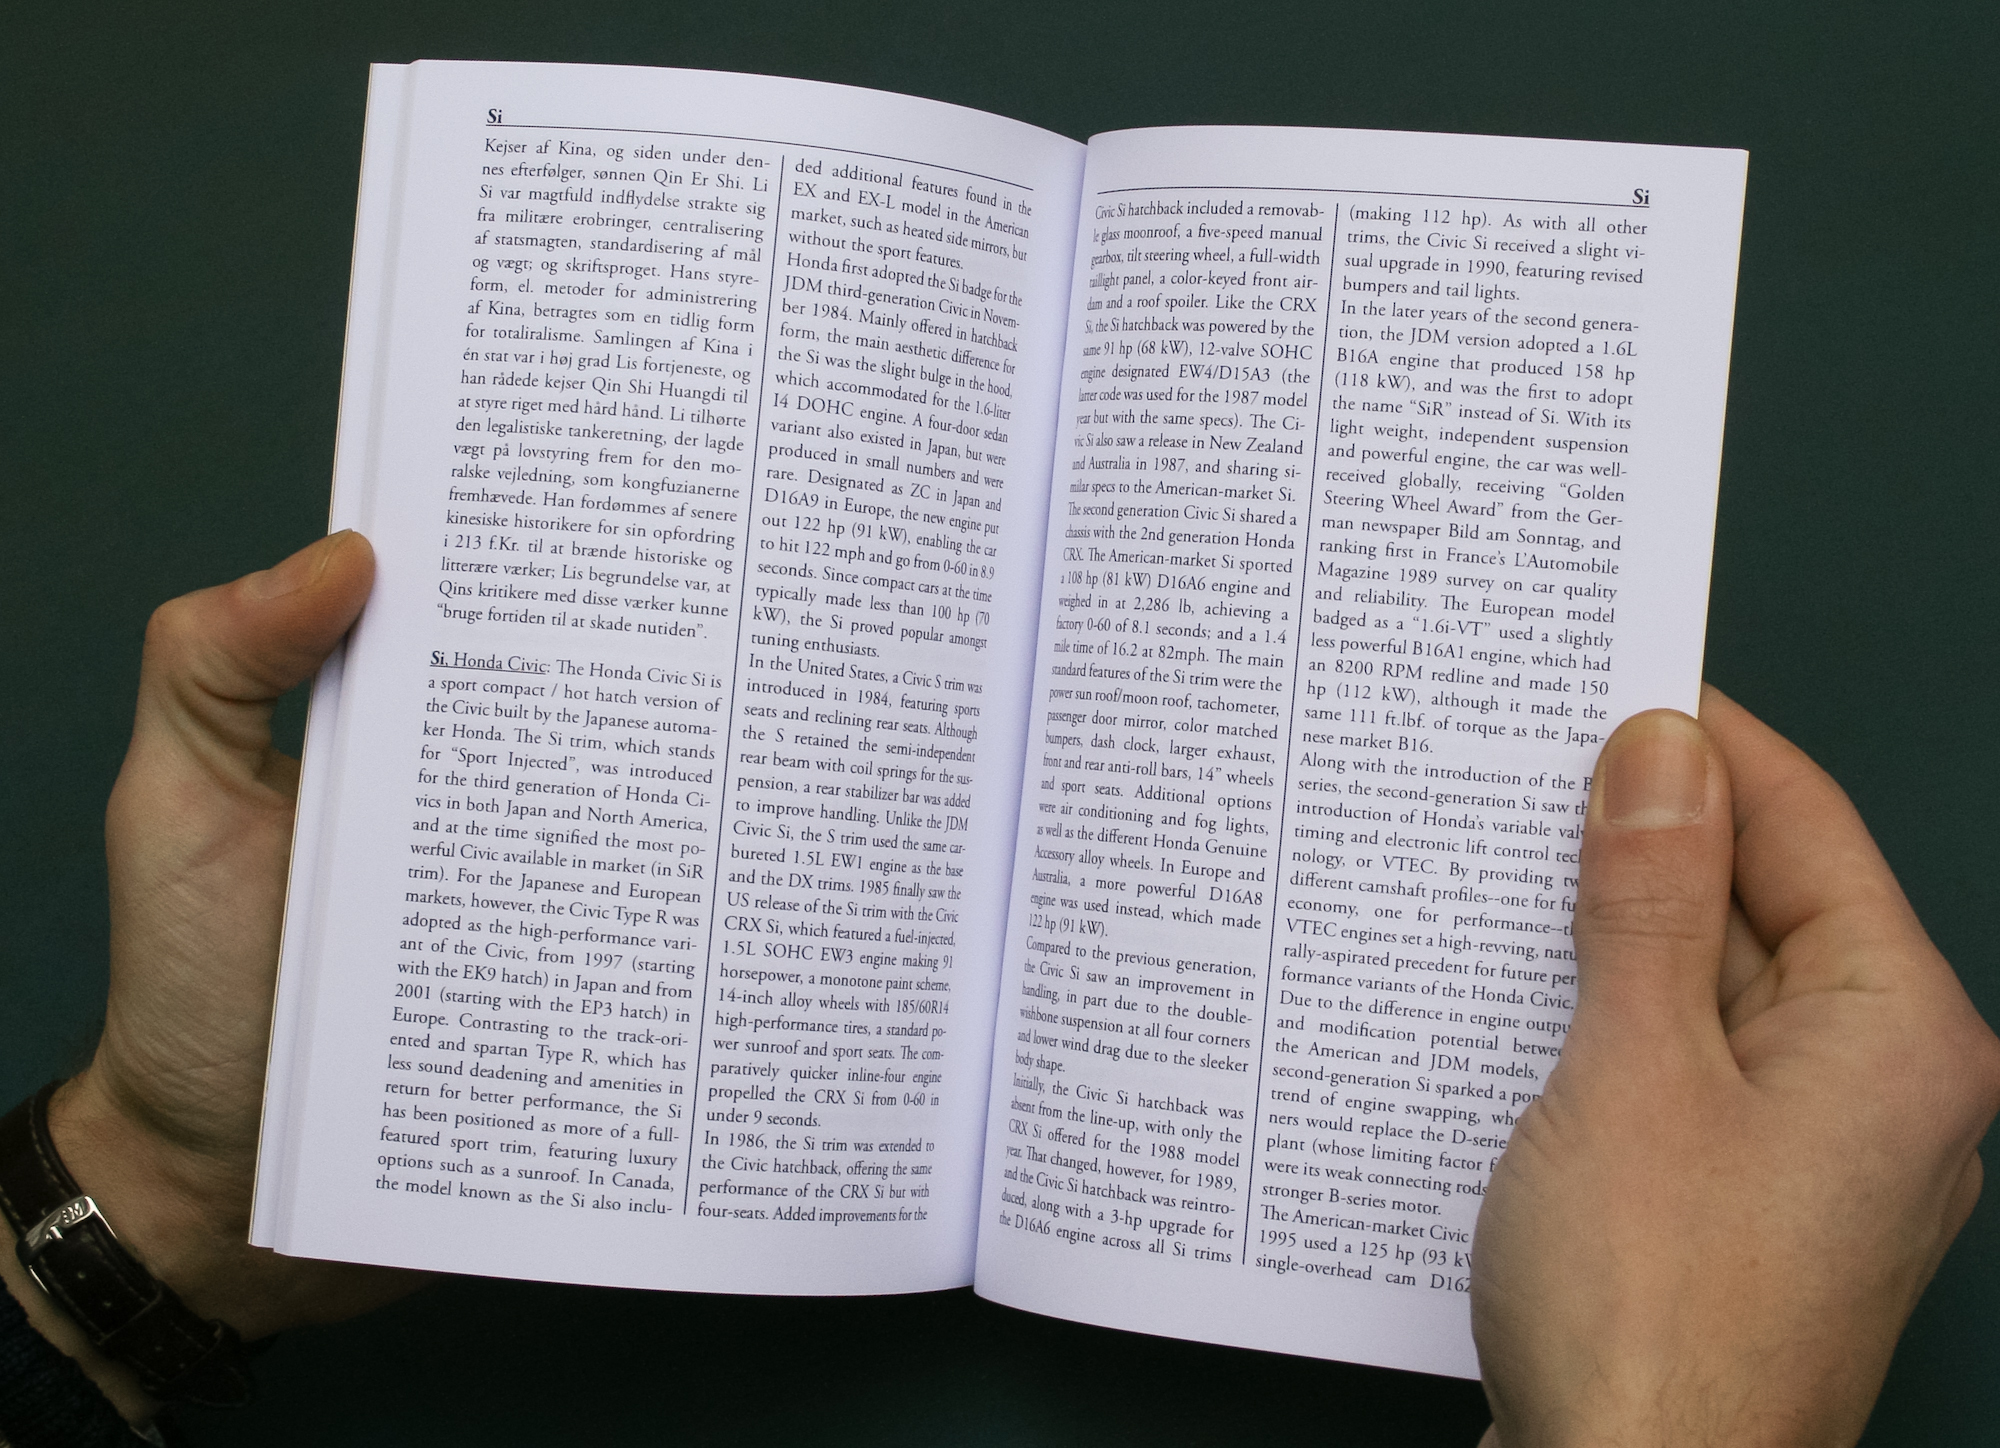 Si
Kejser af Kina, og siden under den-
nes efterfølger, sønnen Qin Er Shi. Li
Si var magtfuld indflydelse strakte sig
fra militære erobringer, centralisering
af statsmagten, standardisering af mål
og vægt; og skriftsproget. Hans styre-
form, el. metoder for administrering
af Kina, betragtes som en tidlig form
for totaliralisme. Samlingen af Kina i
én stat var i høj grad Lis fortjeneste, og
han rådede kejser Qin Shi Huangdi til
at styre riget med hård hånd. Li tilhørte
den legalistiske tankeretning, der lagde
vægt på lovstyring frem for den mo-
ralske vejledning, som kongfuzianerne
fremhævede. Han fordømmes af senere
kinesiske historikere for sin opfordring
i 213 f.Kr. til at brænde historiske og
litterære værker; Lis begrundelse var, at
Qins kritikere med disse værker kunne
“bruge fortiden til at skade nutiden”.
Si, Honda Civic: The Honda Civic Si is
a sport compact / hot hatch version of
the Civic built by the Japanese automa-
ker Honda. The Si trim, which stands
for “Sport Injected”, was introduced
for the third generation of Honda Ci-
vics in both Japan and North America,
and at the time signified the most po-
werful Civic available in market (in SiR
trim). For the Japanese and European
markets, however, the Civic Type R was
adopted as the high-performance vari-
ant of the Civic, from 1997 (starting
with the EK9 hatch) in Japan and from
2001 (starting with the EP3 hatch) in
Europe. Contrasting to the track-ori-
ented and spartan Type R, which has
less sound deadening and amenities in
return for better performance, the Si
has been positioned as more of a full-
featured sport trim, featuring luxury
options such as a sunroof. In Canada,
the model known as the Si also inclu-
ded additional features found in the
EX and EX-L model in the American
market, such as heated side mirrors, but
without the sport features.
Honda first adopted the Si badge for the
JDM third-generation Civic in Novem-
ber 1984. Mainly offered in hatchback
form, the main aesthetic difference for
the Si was the slight bulge in the hood,
which accommodated for the 1.6-liter
I4 DOHC engine. A four-door sedan
variant also existed in Japan, but were
produced in small numbers and were
rare. Designated as ZC in Japan and
D16A9 in Europe, the new engine put
out 122 hp (91 kW), enabling the car
to hit 122 mph and go from 0-60 in 8.9
seconds. Since compact cars at the time
typically made less than 100 hp (70
kW), the Si proved popular amongst
tuning enthusiasts.
In the United States, a Civic S trim was
introduced in 1984, featuring sports
seats and reclining rear seats. Although
the S retained the semi-independent
rear beam with coil springs for the sus-
pension, a rear stabilizer bar was added
to improve handling. Unlike the JDM
Civic Si, the S trim used the same car-
bureted 1.5L EW1 engine as the base
and the DX trims. 1985 finally saw the
US release of the Si trim with the Civic
CRX Si, which featured a fuel-injected,
1.5L SOHC EW3 engine making 91
horsepower, a monotone paint scheme,
14-inch alloy wheels with 185/60R14
high-performance tires, a standard po-
wer sunroof and sport seats. The com-
paratively quicker inline-four engine
propelled the CRX Si from 0-60 in
under 9 seconds.
In 1986, the Si trim was extended to
the Civic hatchback, offering the same
performance of the CRX Si but with
four-seats. Added improvements for the
Si
Civic Si hatchback included a removab-
le glass moonroof, a five-speed manual
gearbox, tilt steering wheel, a full-width
taillight panel, a color-keyed front air-
dam and a roof spoiler. Like the CRX
Si, the Si hatchback was powered by the
same 91 hp (68 kW), 12-valve SOHC
engine designated EW4/D15A3 (the
latter code was used for the 1987 model
year but with the same specs). The Ci-
vic Si also saw a release in New Zealand
and Australia in 1987, and sharing si-
milar specs to the American-market Si.
The second generation Civic Si shared a
chassis with the 2nd generation Honda
CRX. The American-market Si sported
a 108 hp (81 kW) D16A6 engine and
weighed in at 2,286 lb, achieving a
factory 0-60 of 8.1 seconds; and a 1.4
mile time of 16.2 at 82mph. The main
standard features of the Si trim were the
power sun roof/moon roof, tachometer,
passenger door mirror, color matched
bumpers, dash clock, larger exhaust,
front and rear anti-roll bars, 14” wheels
and sport seats. Additional options
were air conditioning and fog lights,
as well as the different Honda Genuine
Accessory alloy wheels. In Europe and
Australia, a more powerful D16A8
engine was used instead, which made
122 hp (91 kW).
Compared to the previous generation,
the Civic Si saw an improvement in
handling, in part due to the double-
wishbone suspension at all four corners
and lower wind drag due to the sleeker
body shape.
Initially, the Civic Si hatchback was
absent from the line-up, with only the
CRX Si offered for the 1988 model
year. That changed, however, for 1989,
and the Civic Si hatchback was reintro-
duced, along with a 3-hp upgrade for
the D16A6 engine across all Si trims
(making 112 hp). As with all other
trims, the Civic Si received a slight vi-
sual upgrade in 1990, featuring revised
bumpers and tail lights.
In the later years of the second genera-
tion, the JDM version adopted a 1.6L
B16A engine that produced 158 hp
(118 kW), and was the first to adopt
the name “SiR” instead of Si. With its
light weight, independent suspension
and powerful engine, the car was well-
received globally, receiving “Golden
Steering Wheel Award” from the Ger-
man newspaper Bild am Sonntag, and
ranking first in France’s L’Automobile
Magazine 1989 survey on car quality
and reliability. The European model
badged as a “1.6i-VT” used a slightly
less powerful B16A1 engine, which had
an 8200 RPM redline and made 150
hp (112 kW), although it made the
same 111 ft.lbf. of torque as the Japa-
nese market B16.
Along with the introduction of the B
series, the second-generation Si saw
introduction of Honda’s variable
timing and electronic lift control
nology, or VTEC. By providing
different camshaft profiles--one for
economy, one for performance--
VTEC engines set a high-revving,
rally-aspirated precedent for future
formance variants of the Honda Civic.
Due to the difference in engine
and modification potential
the American and JDM models,
second-generation Si sparked a
trend of engine swapping,
ners would replace the
plant (whose limiting factor
were its weak connecting rods
stronger B-series motor.
The American-market Civic
1995 used a 125 hp (93
single-overhead cam